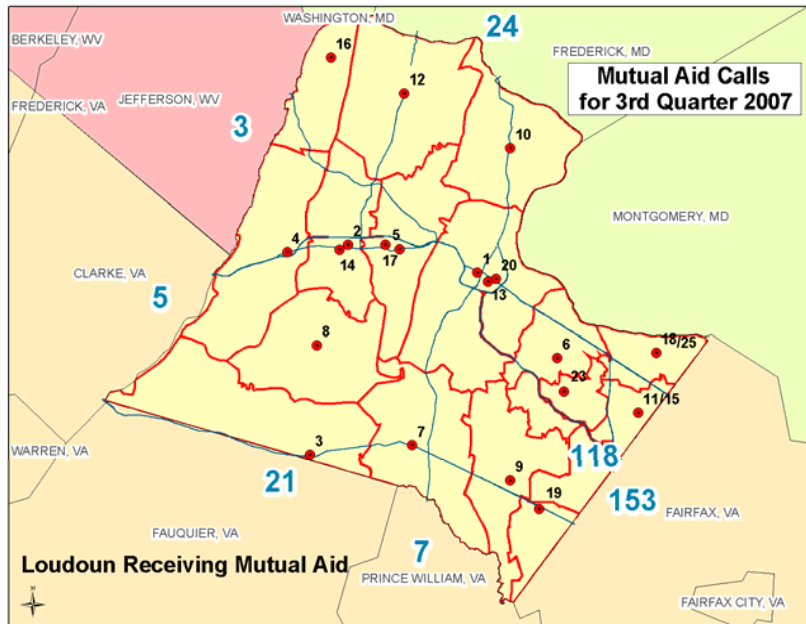 WASHINGTON, MD
24
BERKELEY, WV
16
FREDERICK, MD
Mutual Aid Calls
for 3rd Quarter 2007
12
JEFFERSON, WV
FREDERICK, VA
3
10
MONTGOMERY, MD
4
2
5
14
17
1
20
13
CLARKE, VA
5
8
6
18/25
23
11/15
3
7
WARREN, VA
21
118
9
153
19
FAIRFAX, VA
FAUQUIER, VA
7
Loudoun Receiving Mutual Aid
PRINCE WILLIAM, VA
N
FAIRFAX CITY, VA